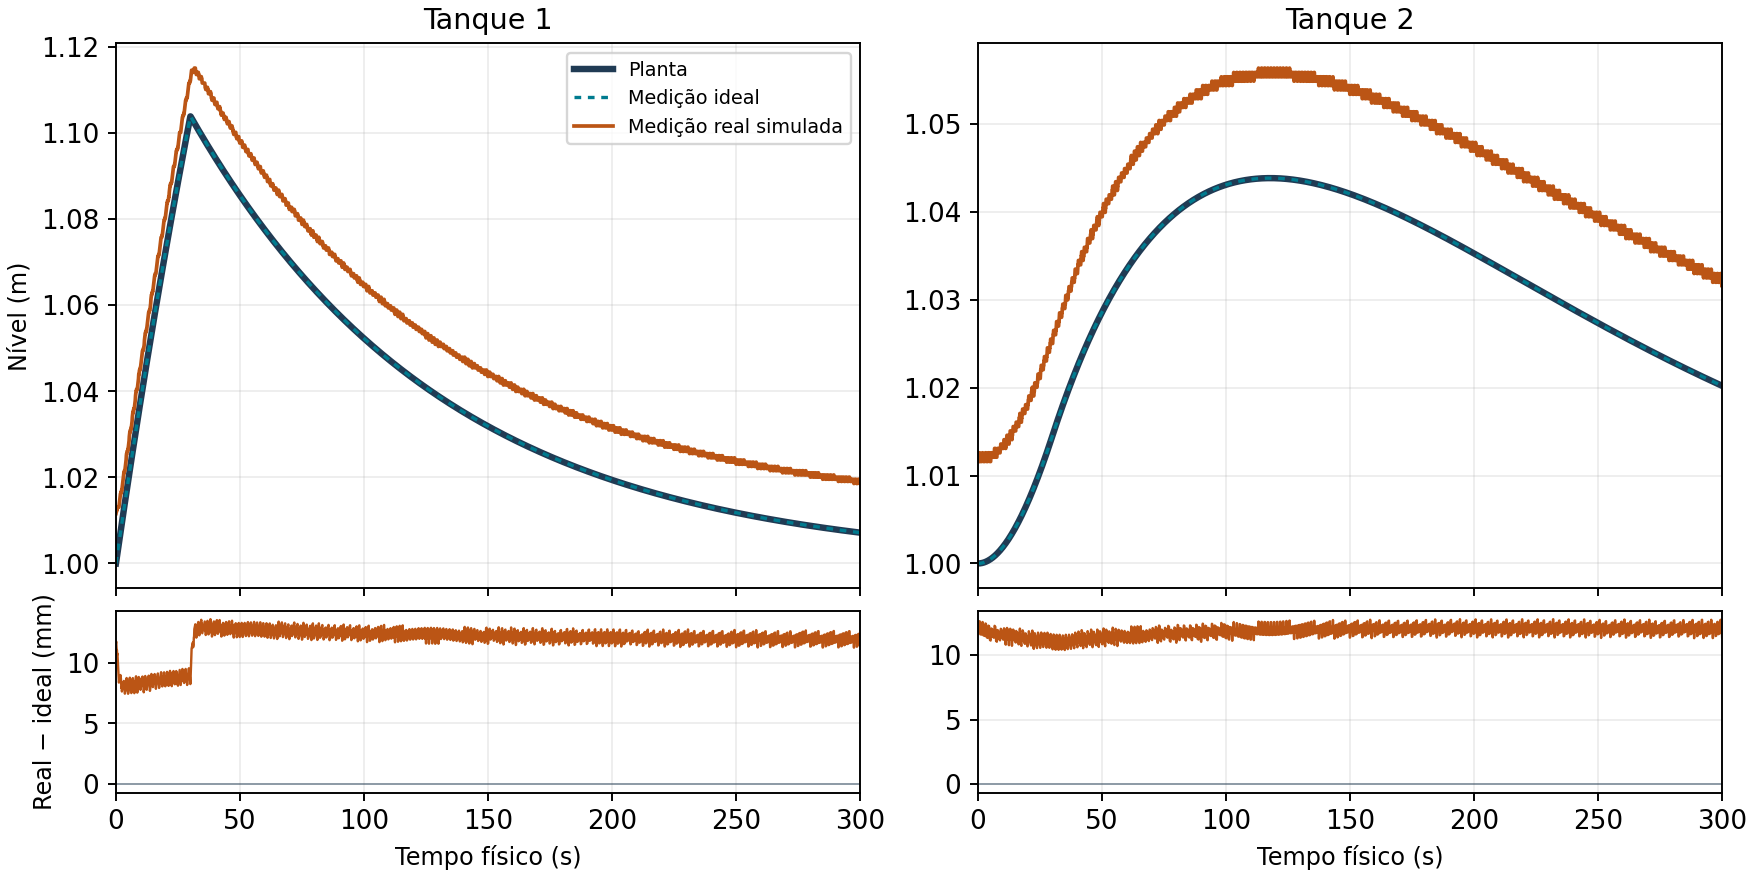 Tanque 1
Tanque 2
Nível (m)
1.12
1.10
1.08
1.06
1.04
1.02
1.00
Planta
Medição ideal
Medição real simulada
1.05
1.04
1.03
1.02
1.01
1.00
Real − ideal (mm)
10
5
0
0 50 100 150 200 250 300
Tempo físico (s)
10
5
0
0 50 100 150 200 250 300
Tempo físico (s)